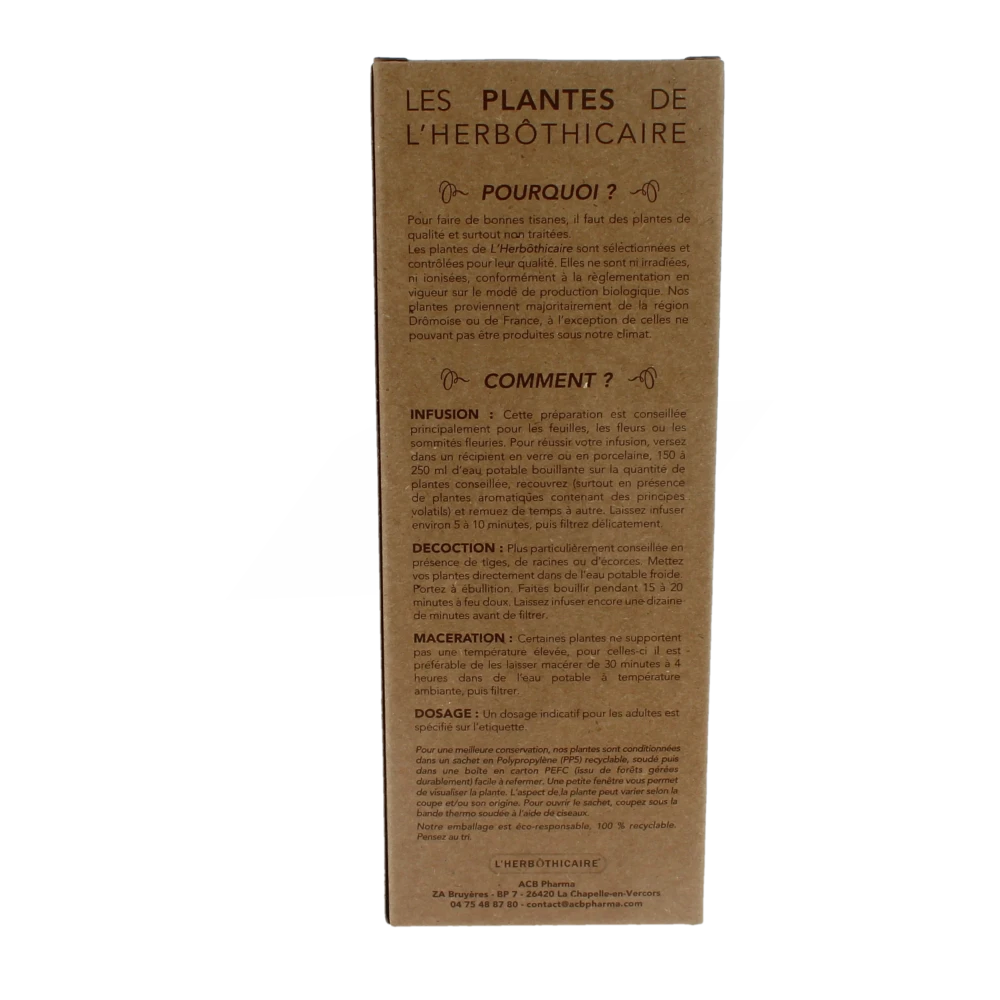 LES PLANTES DE
L'HERBÔTHICAIRE
POURQUOI ?
Pour faire de bonnes tisanes, il faut des plantes de
qualité et surtout non traitées.
Les plantes de L'Herbôthicaire sont sélectionnées et
contrôlées pour leur qualité. Elles ne sont ni irradiées,
ni ionisées, conformément à la règlementation en
vigueur sur le mode de production biologique. Nos
plantes proviennent majoritairement de la région
Drômoise ou de France, à l'exception de celles ne
pouvant pas être produites sous notre climat.
COMMENT ?
INFUSION : Cette préparation est conseillée
principalement pour les feuilles, les fleurs ou les
sommités fleuries. Pour réussir votre infusion, versez
dans un récipient en verre ou en porcelaine, 150 à
250 ml d'eau potable bouillante sur la quantité de
plantes conseillée, recouvrez (surtout en présence
de plantes aromatiques contenant des principes
volatils) et remuez de temps à autre. Laissez infuser
environ 5 à 10 minutes, puis filtrez délicatement.
DECOCTION : Plus particulièrement conseillée en
présence de tiges, de racines ou d'écorces. Mettez
vos plantes directement dans de l'eau potable froide.
Portez à ébullition. Faites bouillir pendant 15 à 20
minutes à feu doux. Laissez infuser encore une dizaine
de minutes avant de filtrer.
MACERATION : Certaines plantes ne supportent
pas une température élevée, pour celles-ci il est
préférable de les laisser macérer de 30 minutes à 4
heures dans de l'eau potable à température
ambiante, puis filtrer.
DOSAGE : Un dosage indicatif pour les adultes est
spécifié sur l'etiquette.
Pour une meilleure conservation, nos plantes sont conditionnées
dans un sachet en Polypropylène (PP5) recyclable, soudé puis
dans une boîte en carton PEFC (issu de forêts gérées
durablement) facile à refermer. Une petite fenêtre vous permet
de visualiser la plante. L'aspect de la plante peut varier selon la
coupe et/ou son origine. Pour ouvrir le sachet, coupez sous la
bande thermo soudée à l'aide de ciseaux.
Notre emballage est éco-responsable, 100 % recyclable.
Pensez au tri.
L'HERBÔTHICAIRE
ACB Pharma
ZA Bruyères - BP 7 - 26420 La Chapelle-en-Vercors
04 75 48 87 80 - contact@acbpharma.com